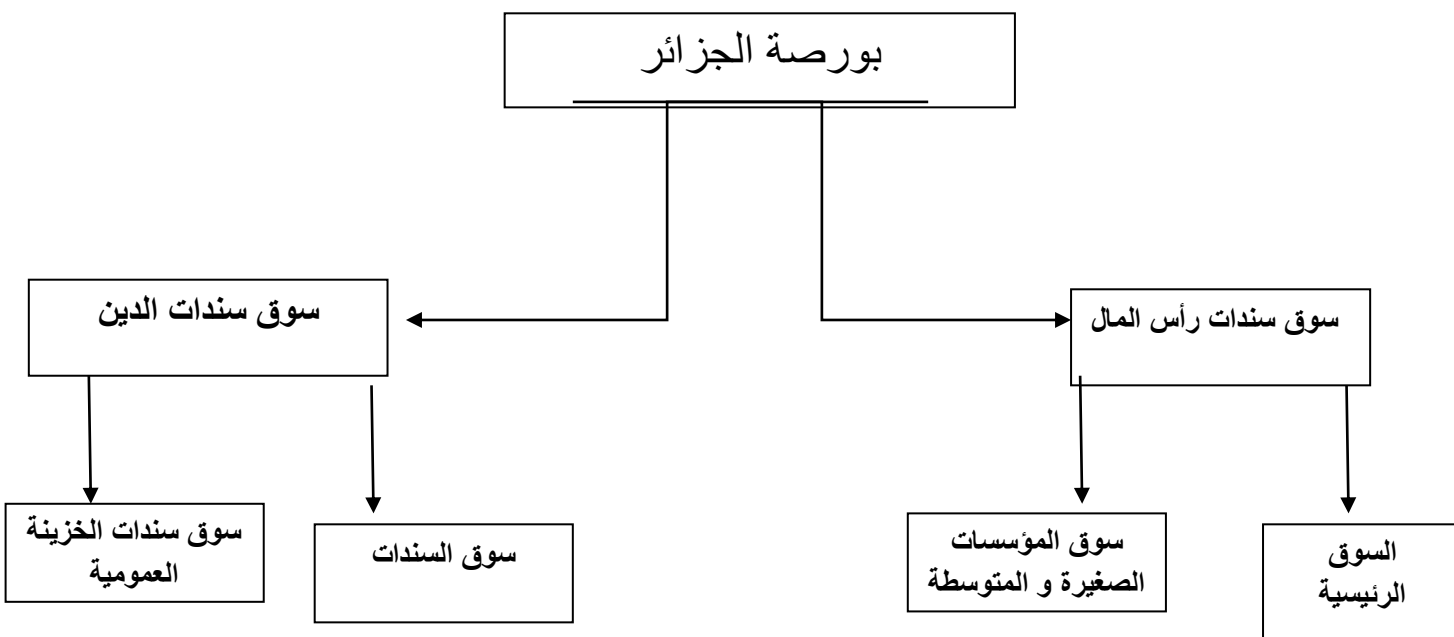 بورصة الجزائر
سوق سندات رأس المال
سوق سندات الدين
السوق
الرئيسية
سوق المؤسسات
الصغيرة و المتوسطة
سوق السندات
سوق سندات الخزينة
العمومية